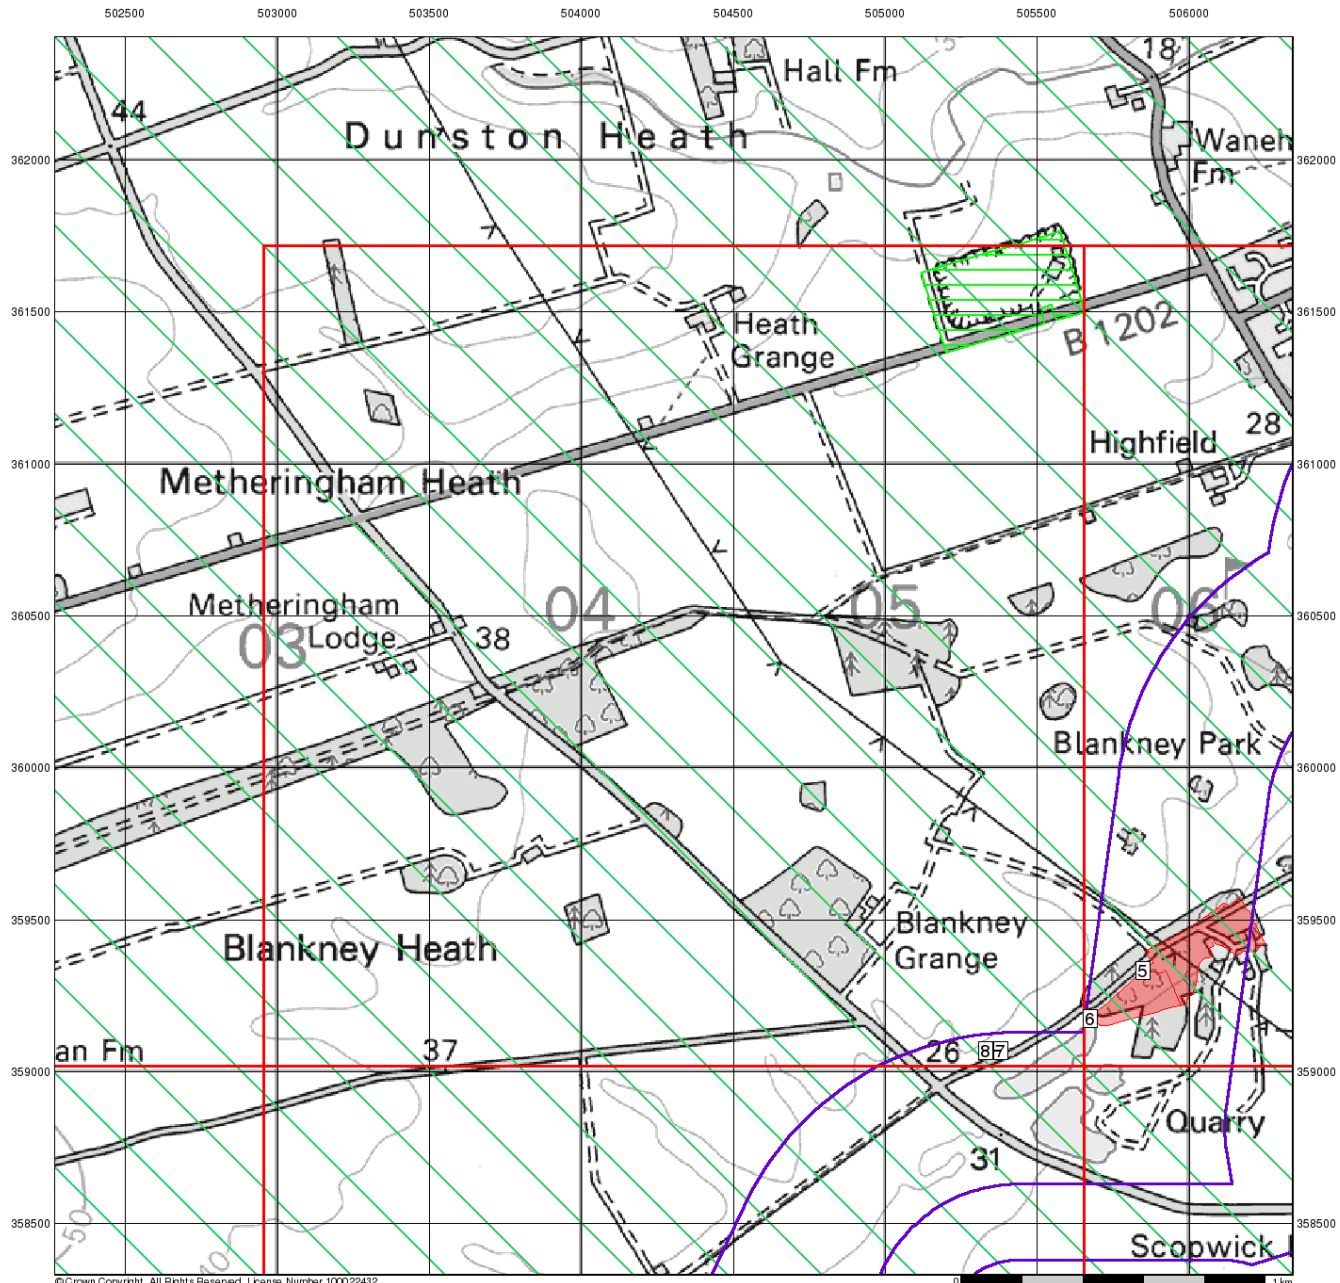 502500 503000 503500 504000 504500 505000 505500 506000
18
Hall Fm
44
Dunston Heath
362000
Waneh
362000
Fm
361500
Heath
Grange
B 1202
361500
28
Highfield
361000
Metheringham Heath
361000
Metheringham
Lodge
03
04
05
06
360500
38
360500
Blankney Park
360000
360000
359500
Blankney
Grange
359500
Blankney Heath
5
6
an Fm
37
26
8
7
359000
359000
Quarry
31
50
40
358500
358500
Scopwick
© Crown Copyright. All Rights Reserved. License Number 100022432
0
1 km